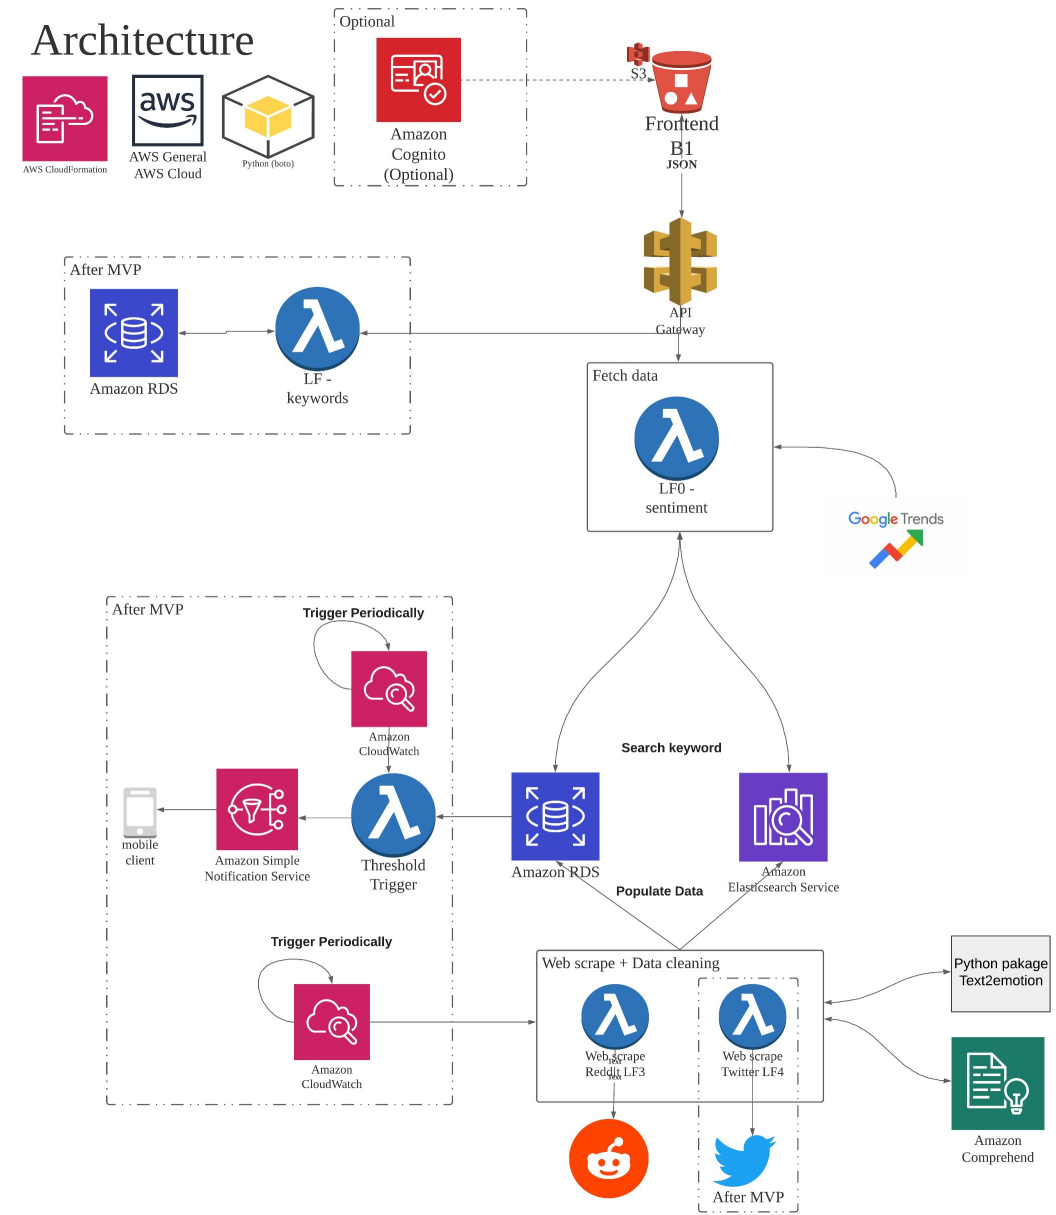 Architecture
AWS CloudFormation
aws
AWS General
AWS Cloud
Python (boto)
Optional
Amazon
Cognito
(Optional)
S3
Frontend
B1
JSON
API
Gateway
After MVP
Amazon RDS
LF -
keywords
Fetch data
LF0 -
sentiment
Google Trends
After MVP
Trigger Periodically
Amazon
CloudWatch
mobile
client
Amazon Simple
Notification Service
Threshold
Trigger
Search keyword
Amazon RDS
Amazon
Elasticsearch Service
Populate Data
Trigger Periodically
Amazon
CloudWatch
Web scrape + Data cleaning
Web scrape
Reddit LF3
Text
Text
Web scrape
Twitter LF4
After MVP
Python pakage
Text2emotion
Amazon
Comprehend